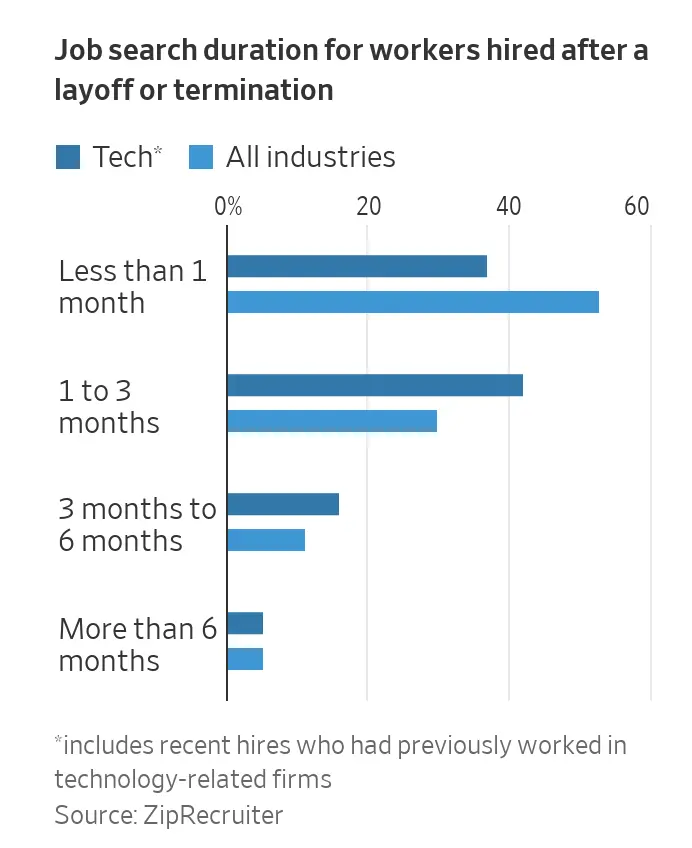 Job search duration for workers hired after a
layoff or termination
Tech* All industries
0% 20 40 60
Less than 1
month
1 to 3
months
3 months to
6 months
More than 6
months
*includes recent hires who had previously worked in
technology-related firms
Source: ZipRecruiter